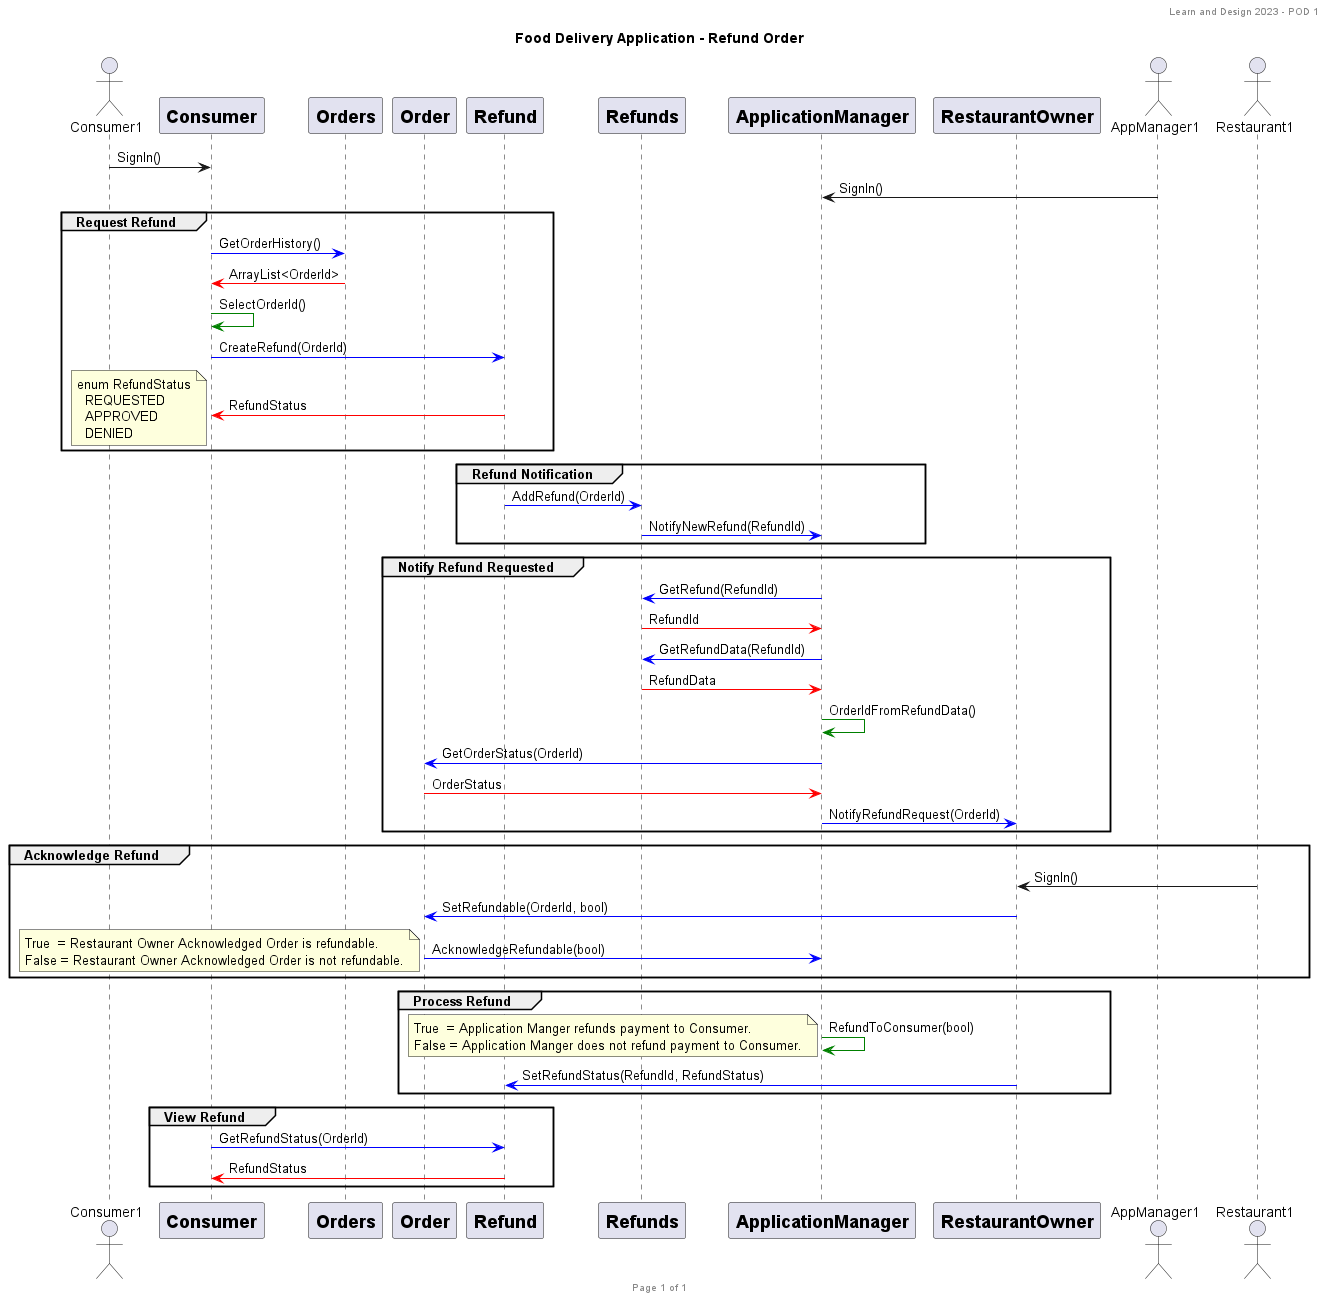 Learn and Design 2023 - POD 1
Food Delivery Application - Refund Order
Consumer1
Consumer
Orders
Order
Refund
Refunds
ApplicationManager
RestaurantOwner
AppManager1
Restaurant1
SignIn()
SignIn()
Request Refund
GetOrderHistory()
ArrayList<OrderId>
SelectOrderId()
CreateRefund(OrderId)
enum RefundStatus
REQUESTED
APPROVED
DENIED
RefundStatus
Refund Notification
AddRefund(OrderId)
NotifyNewRefund(RefundId)
Notify Refund Requested
GetRefund(RefundId)
RefundId
GetRefundData(RefundId)
RefundData
OrderIdFromRefundData()
GetOrderStatus(OrderId)
OrderStatus
NotifyRefundRequest(OrderId)
Acknowledge Refund
SignIn()
SetRefundable(OrderId, bool)
True  = Restaurant Owner Acknowledged Order is refundable.
False = Restaurant Owner Acknowledged Order is not refundable.
AcknowledgeRefundable(bool)
Process Refund
True  = Application Manger refunds payment to Consumer.
False = Application Manger does not refund payment to Consumer.
RefundToConsumer(bool)
SetRefundStatus(RefundId, RefundStatus)
View Refund
GetRefundStatus(OrderId)
RefundStatus
Consumer1
Consumer
Orders
Order
Refund
Refunds
ApplicationManager
RestaurantOwner
AppManager1
Restaurant1
Page 1 of 1